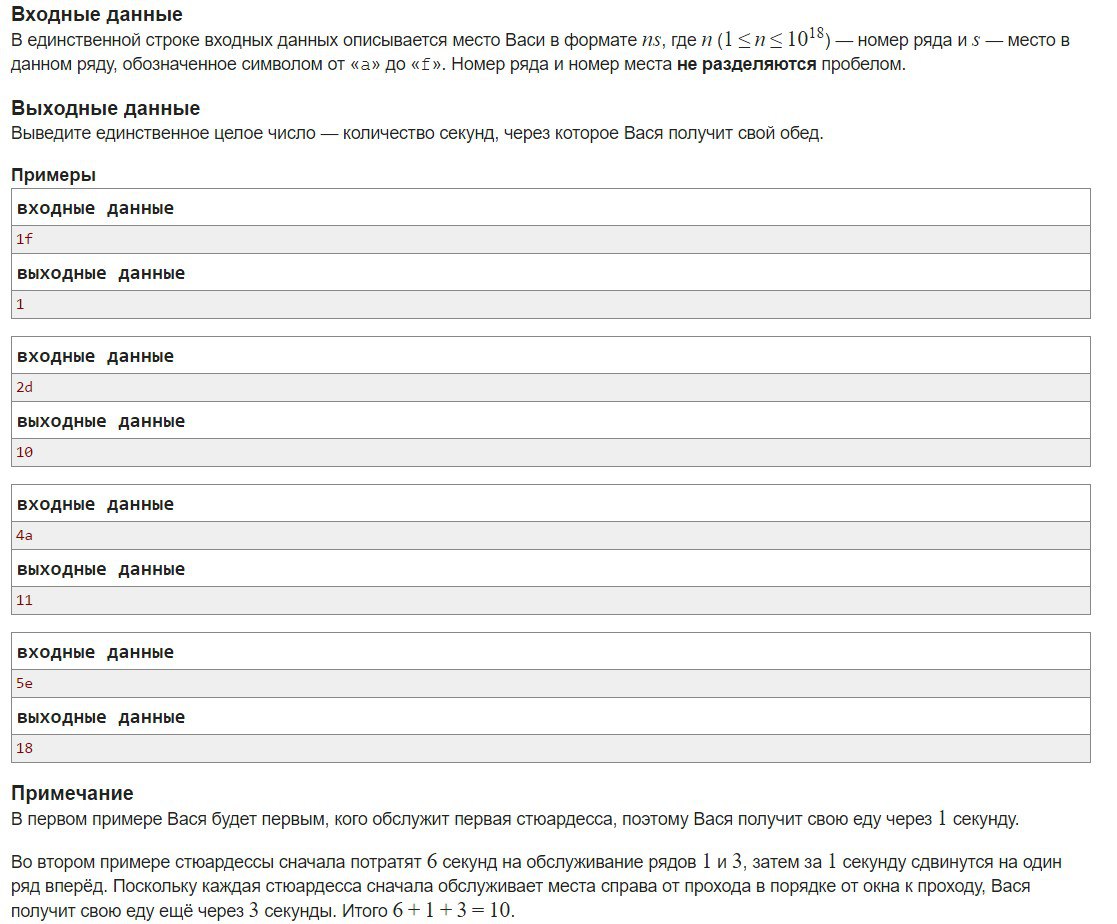 Входные данные
В единственной строке входных данных описывается место Васи в формате ns, где n (1 ≤ n ≤ 10^18) — номер ряда и s — место в
данном ряду, обозначенное символом от «a» до «f». Номер ряда и номер места не разделяются пробелом.
Выходные данные
Выведите единственное целое число — количество секунд, через которое Вася получит свой обед.
Примеры
входные данные
1f
выходные данные
1
входные данные
2d
выходные данные
10
входные данные
4a
выходные данные
11
входные данные
5e
выходные данные
18
Примечание
В первом примере Вася будет первым, кого обслужит первая стюардесса, поэтому Вася получит свою еду через 1 секунду.
Во втором примере стюардессы сначала потратят 6 секунд на обслуживание рядов 1 и 3, затем за 1 секунду сдвинутся на один
ряд вперёд. Поскольку каждая стюардесса сначала обслуживает места справа от прохода в порядке от окна к проходу, Вася
получит свою еду ещё через 3 секунды. Итого 6 + 1 + 3 = 10.